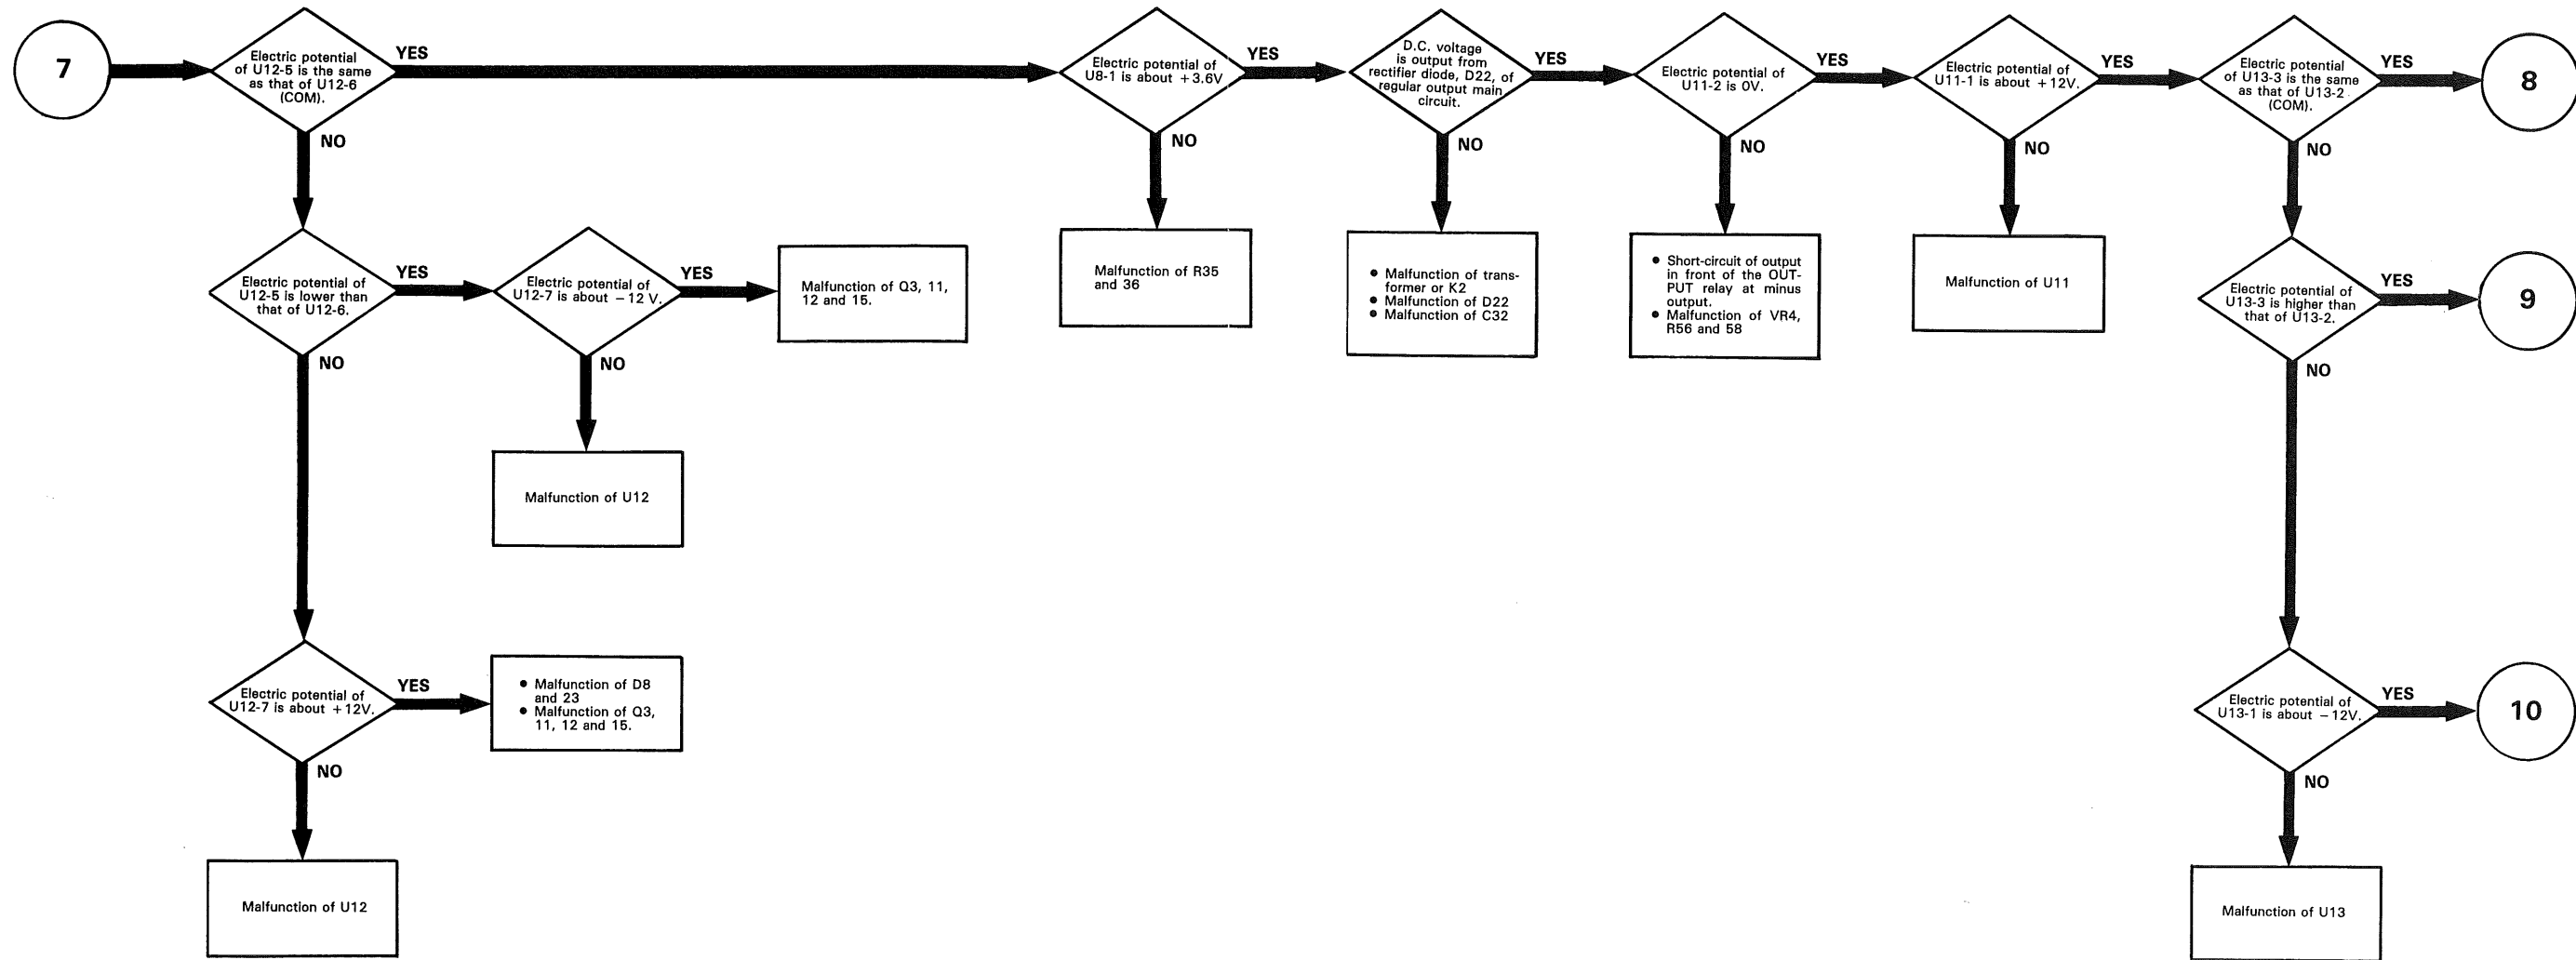 7
Electric potential
of U12-5 is the same
as that of U12-6
(COM).
YES
NO
Electric potential of
U8-1 is about +3.6V
YES
NO
D.C. voltage
is output from
rectifier diode, D22, of
regular output main
circuit.
YES
NO
Electric potential of
U11-2 is 0V.
YES
NO
Electric potential of
U11-1 is about +12V.
YES
NO
Electric potential
of U13-3 is the same
as that of U13-2
(COM).
YES
NO
8
Electric potential of
U12-5 is lower than
that of U12-6.
YES
NO
Electric potential of
U12-7 is about −12 V.
YES
NO
Malfunction of Q3, 11,
12 and 15.
Malfunction of R35
and 36
● Malfunction of trans-
former or K2
● Malfunction of D22
● Malfunction of C32
● Short-circuit of output
in front of the OUT-
PUT relay at minus
output.
● Malfunction of VR4,
R56 and 58
Malfunction of U11
Electric potential of
U13-3 is higher than
that of U13-2.
YES
NO
9
Malfunction of U12
Electric potential of
U12-7 is about +12V.
YES
NO
● Malfunction of D8
and 23
● Malfunction of Q3,
11, 12 and 15.
Electric potential of
U13-1 is about −12V.
YES
NO
10
Malfunction of U12
Malfunction of U13